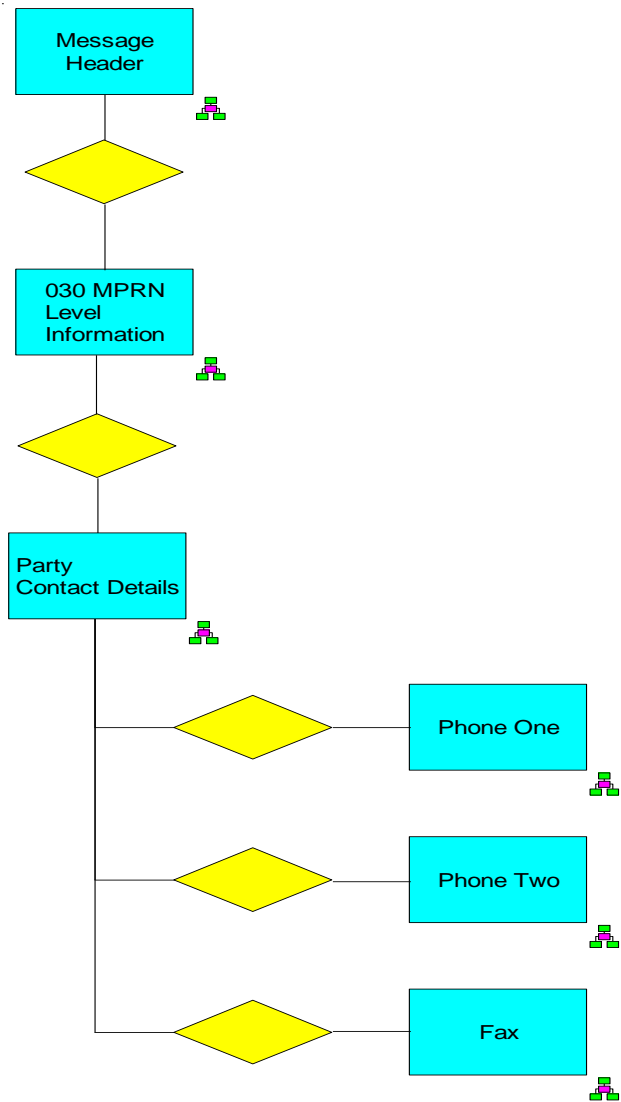 Message
Header
030 MPRN
Level
Information
Party
Contact Details
Phone One
Phone Two
Fax